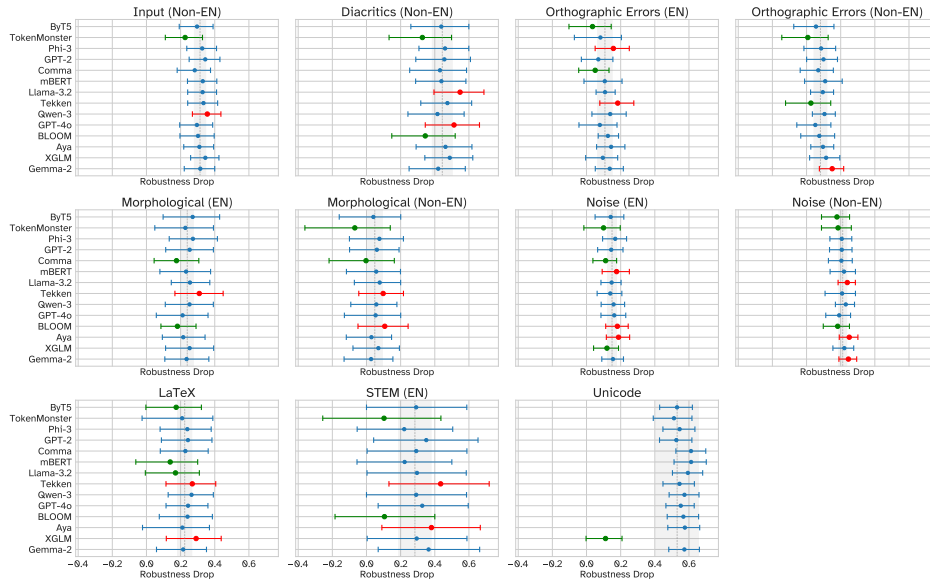 Input (Non-EN)
Diacritics (Non-EN)
Orthographic Errors (EN)
Orthographic Errors (Non-EN)
ByT5
TokenMonster
Phi-3
GPT-2
Comma
mBERT
Llama-3.2
Tekken
Qwen-3
GPT-4o
BLOOM
Aya
XGLM
Gemma-2
Robustness Drop
Robustness Drop
Robustness Drop
Robustness Drop
Morphological (EN)
Morphological (Non-EN)
Noise (EN)
Noise (Non-EN)
ByT5
TokenMonster
Phi-3
GPT-2
Comma
mBERT
Llama-3.2
Tekken
Qwen-3
GPT-4o
BLOOM
Aya
XGLM
Gemma-2
Robustness Drop
Robustness Drop
Robustness Drop
Robustness Drop
LaTeX
STEM (EN)
Unicode
ByT5
TokenMonster
Phi-3
GPT-2
Comma
mBERT
Llama-3.2
Tekken
Qwen-3
GPT-4o
BLOOM
Aya
XGLM
Gemma-2
−0.4 −0.2 0.0 0.2 0.4 0.6
−0.4 −0.2 0.0 0.2 0.4 0.6
−0.4 −0.2 0.0 0.2 0.4 0.6
Robustness Drop
Robustness Drop
Robustness Drop